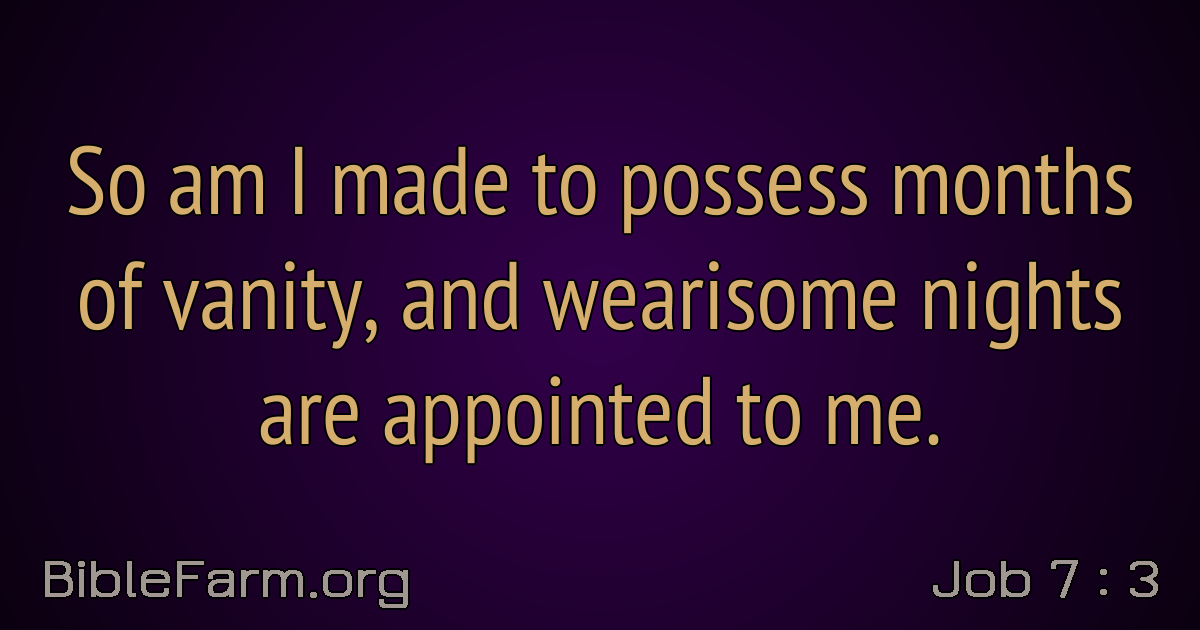 So am I made to possess months
of vanity, and wearisome nights
are appointed to me.
BibleFarm.org
Job 7 : 3